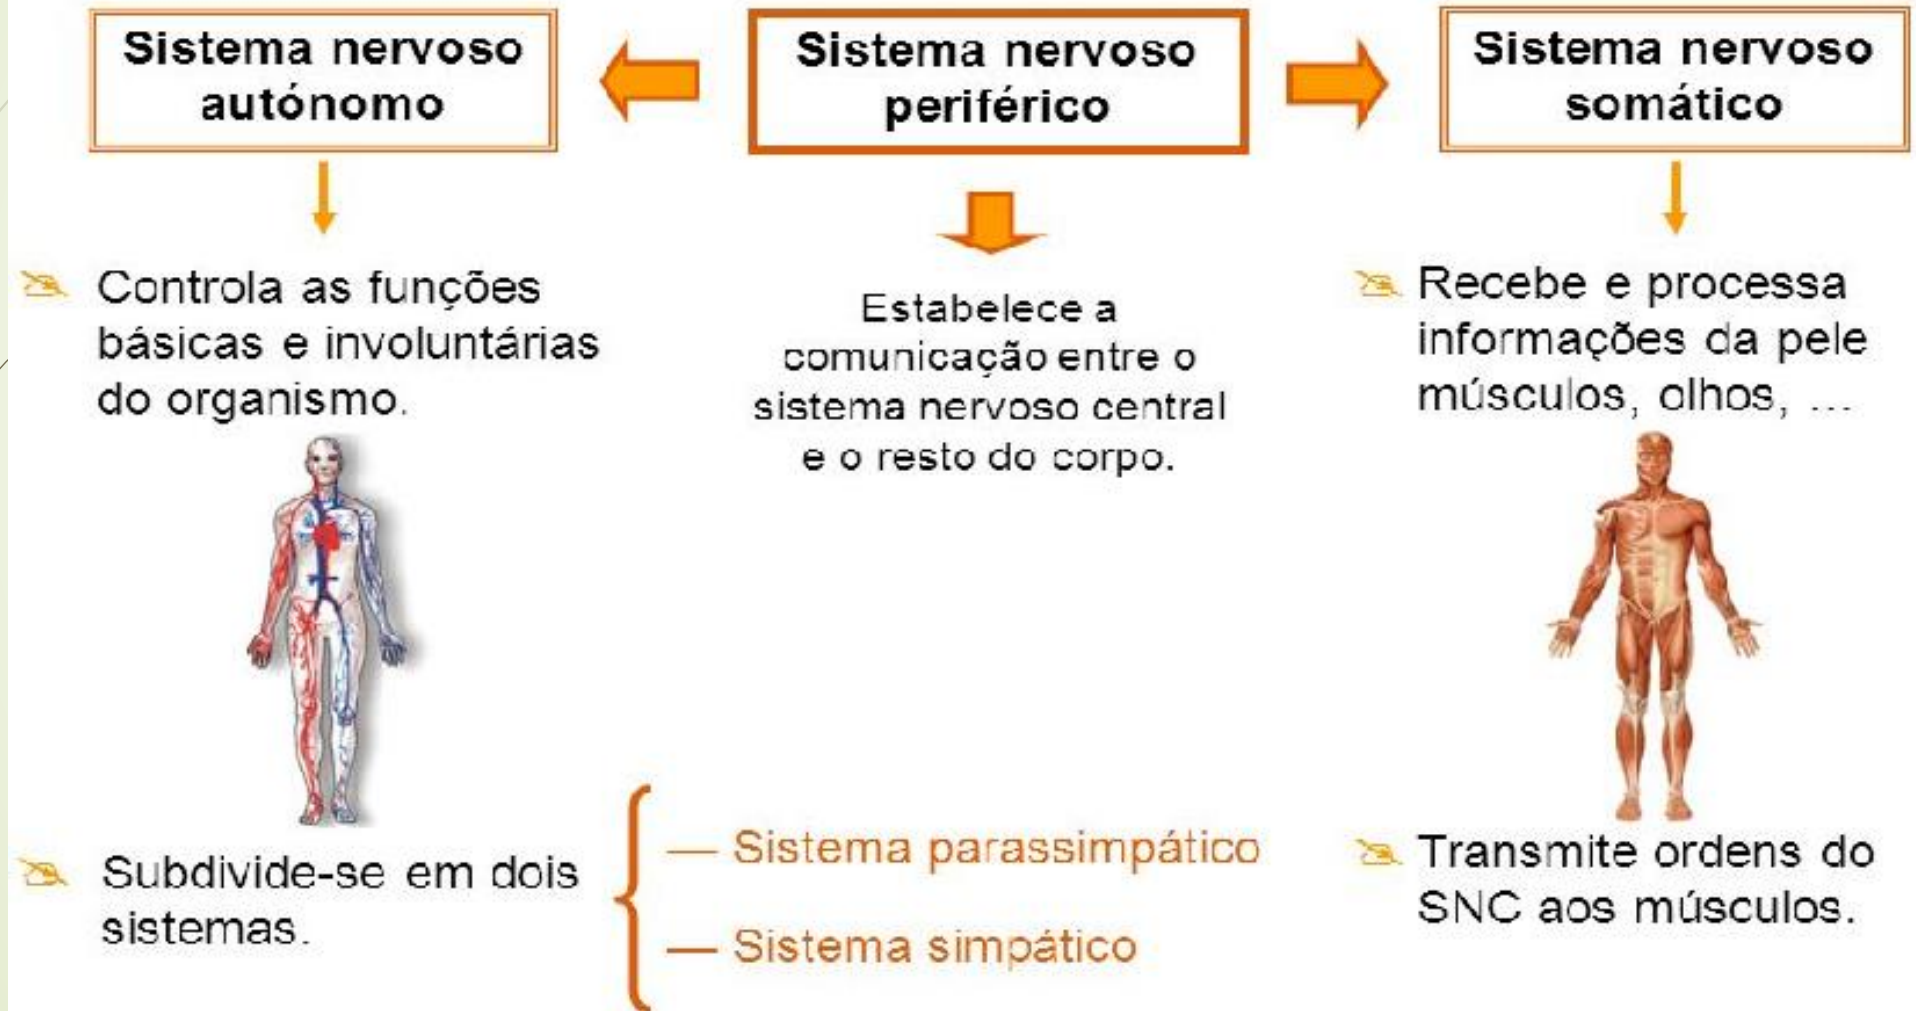 Sistema nervoso
autónomo
Sistema nervoso
periférico
Sistema nervoso
somático
Controla as funções
básicas e involuntárias
do organismo.
Estabelece a
comunicação entre o
sistema nervoso central
e o resto do corpo.
Recebe e processa
informações da pele
músculos, olhos, ...
Subdivide-se em dois
sistemas.
— Sistema parassimpático
— Sistema simpático
Transmite ordens do
SNC aos músculos.